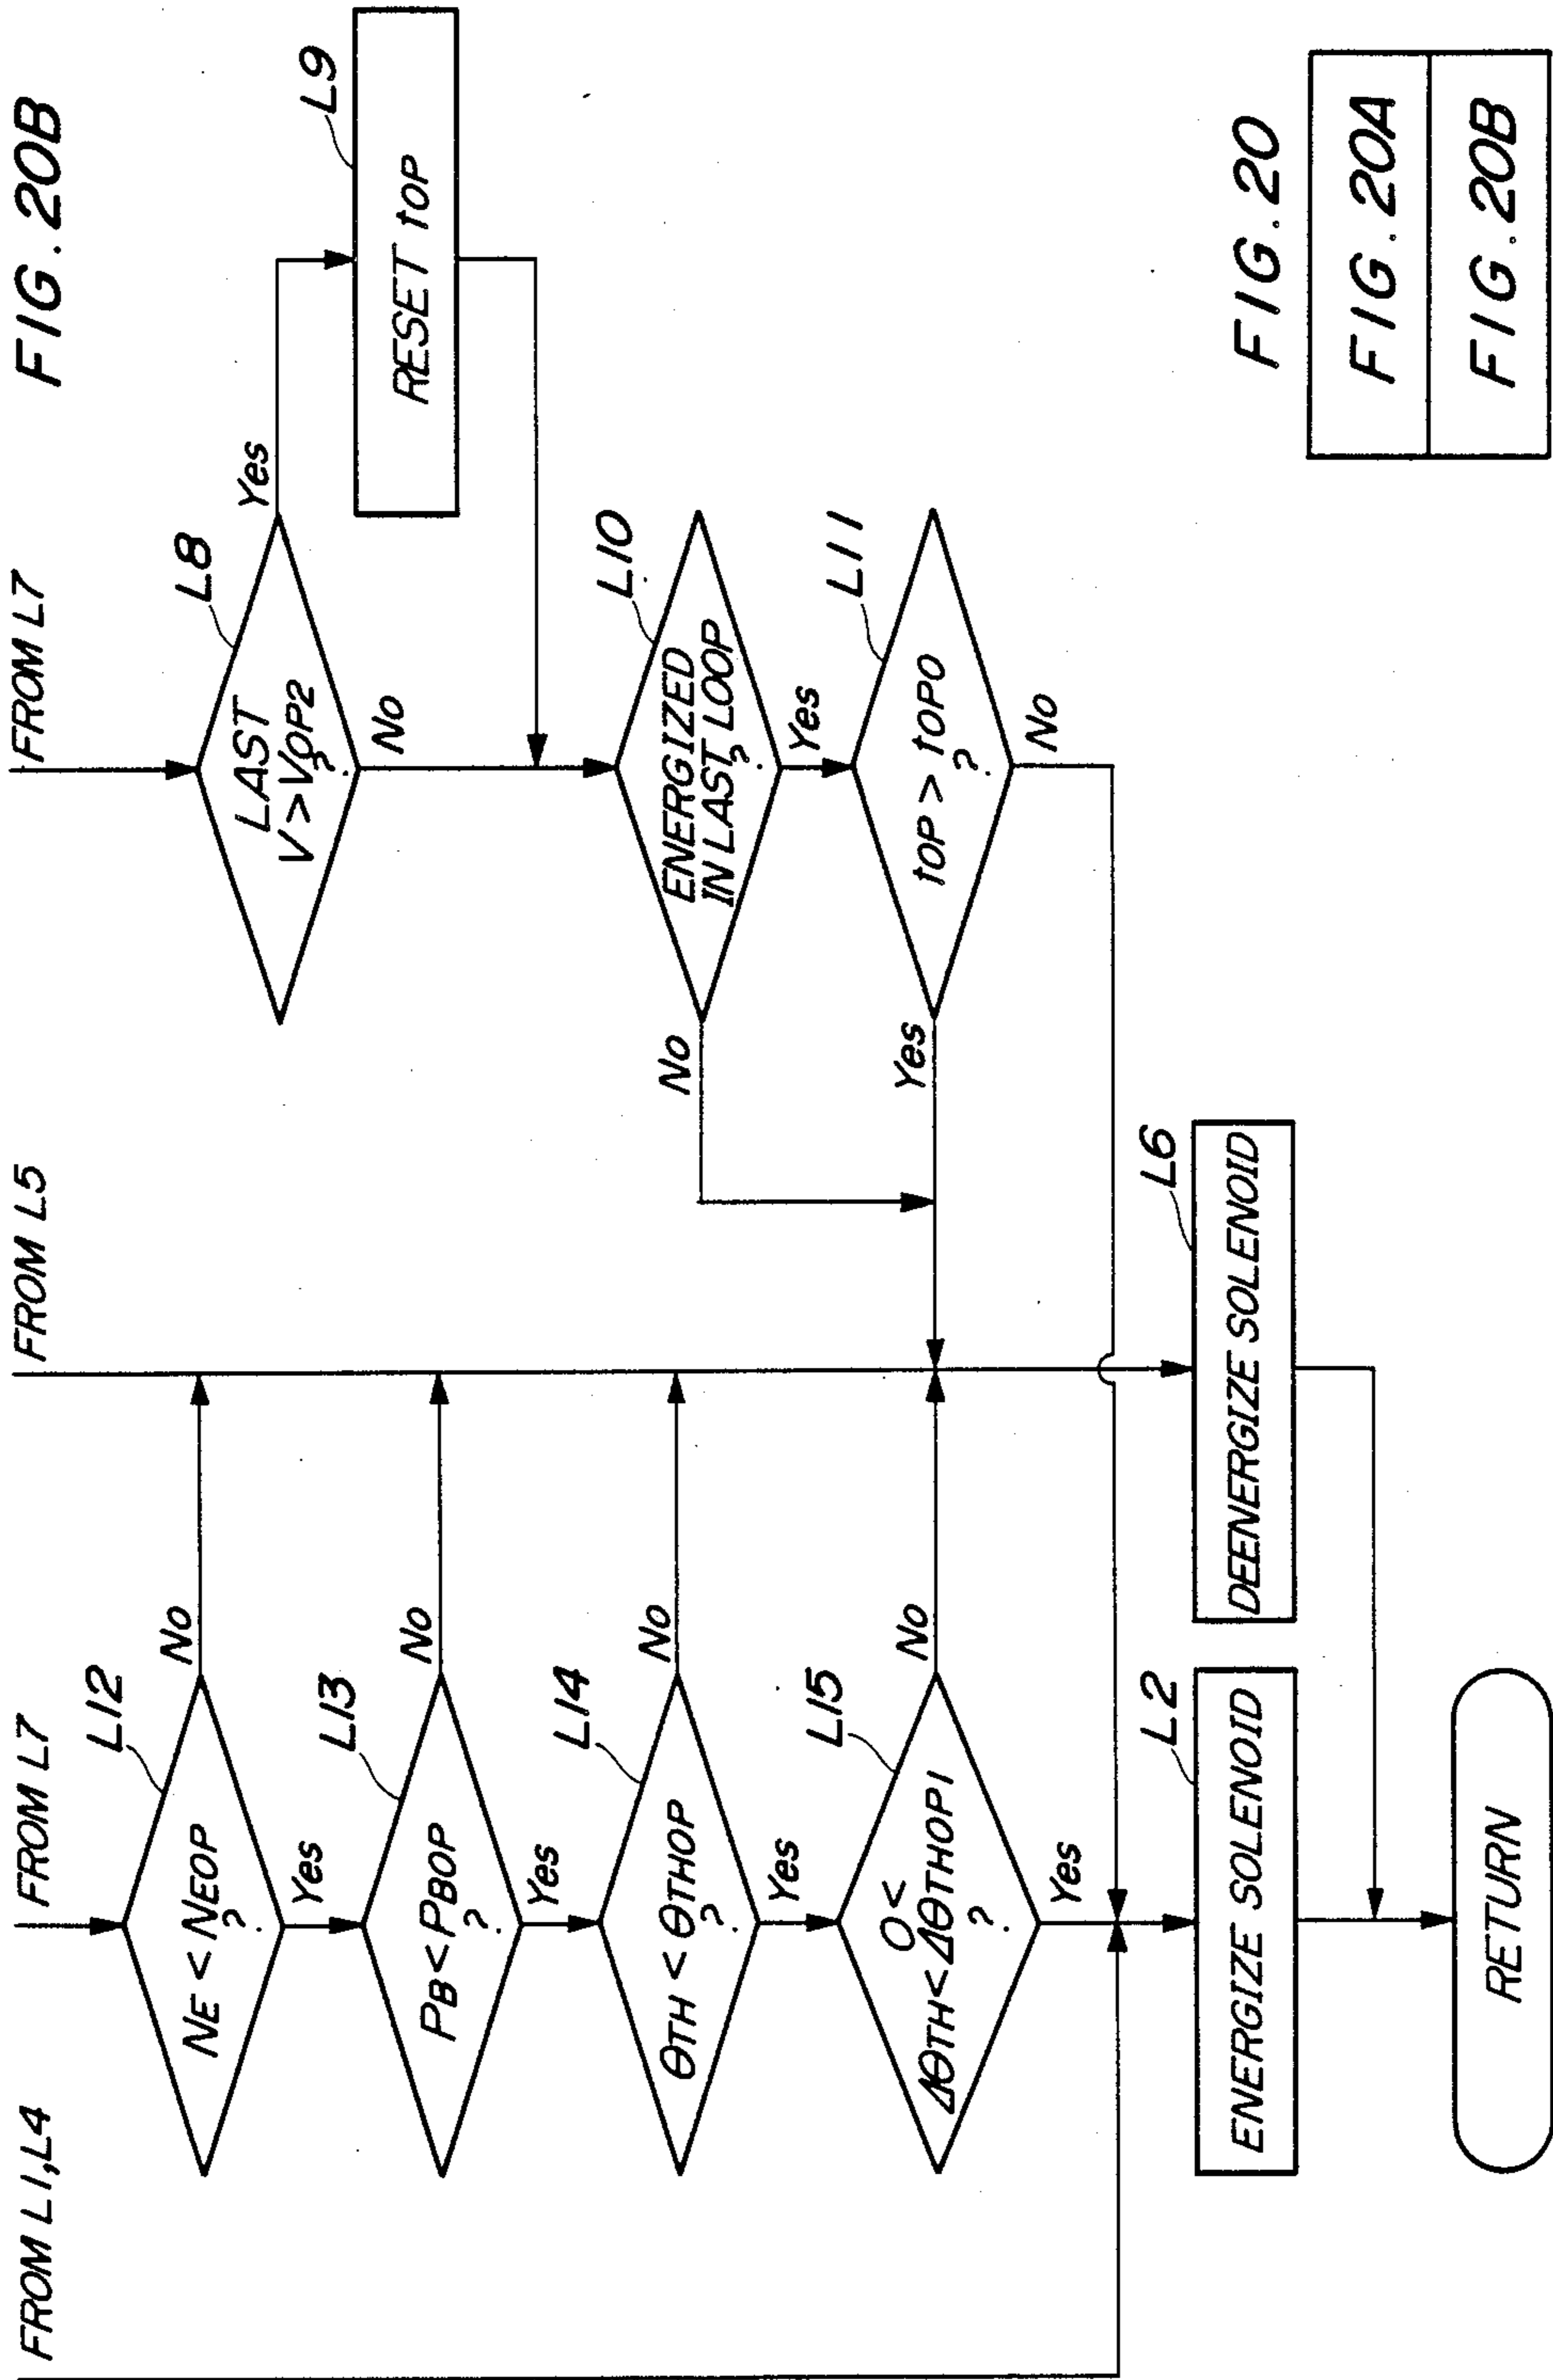 FIG. 20B
FROM L1,L4
FROM L7
FROM L5
FROM L7
L12
NE < NEOP
?
No
Yes
L13
PB < PBOP
?
No
Yes
L14
θTH < θTHOP
?
No
Yes
L15
0<
ΔθTH < ΔθTHOP1
?
No
Yes
L8
LAST
V > VOP2
?
Yes
No
L9
RESET tOP
L10
ENERGIZED
IN LAST LOOP
?
No
Yes
L11
tOP > tOP0
?
Yes
No
L2
ENERGIZE SOLENOID
L6
DEENERGIZE SOLENOID
RETURN
FIG. 20
FIG. 20A
FIG. 20B